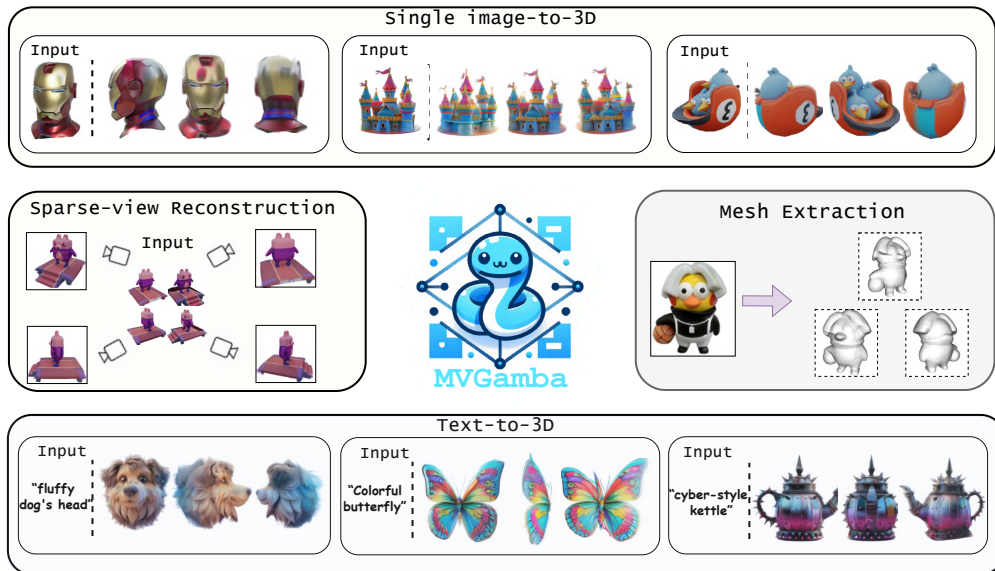 Single image-to-3D
Input
Input
Input
Sparse-view Reconstruction
Input
MVGamba
Mesh Extraction
Text-to-3D
Input
“fluffy
dog's head”
Input
“Colorful
butterfly”
Input
“cyber-style
kettle”